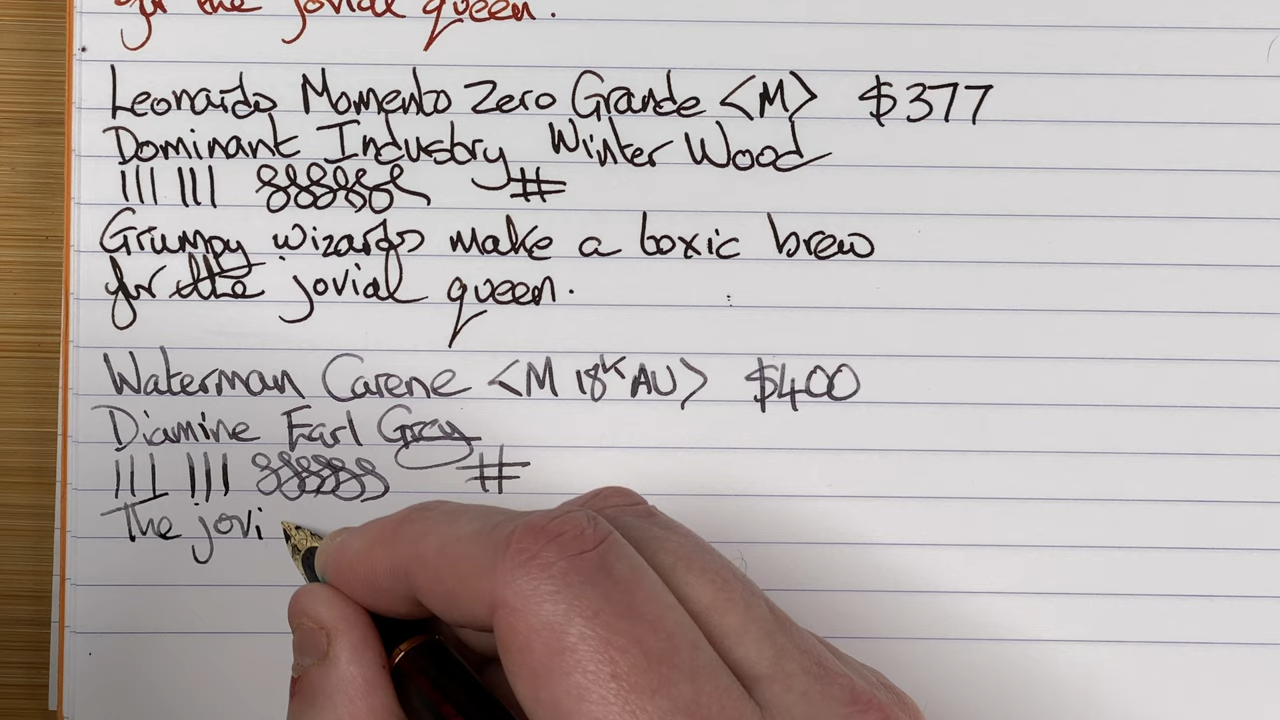 for the jovial queen.
Leonardo Momento Zero Grande <M> $377
Dominant Industry Winter Wood
||| ||| #
Grumpy wizards make a toxic brew
for the jovial queen.
Waterman Carene <M 18K AU> $400
Diamine Earl Grey
||| ||| #
The jovi